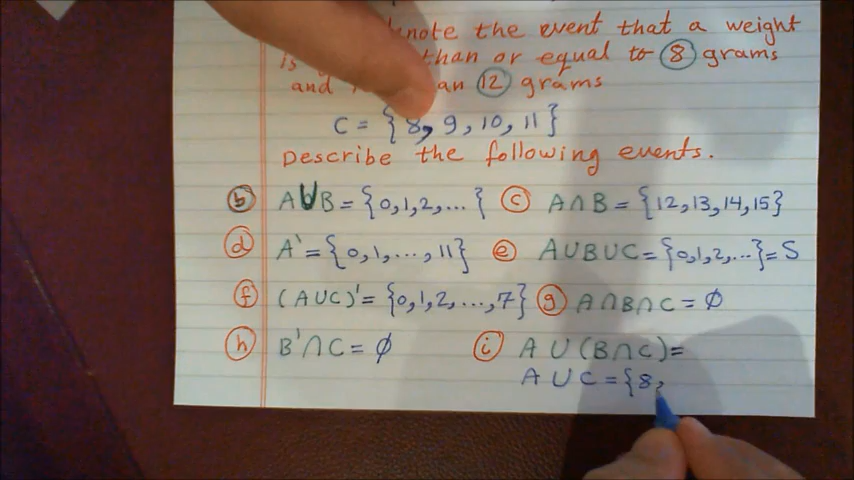 denote the event that a weight
is than or equal to 8 grams
and an 12 grams
C = {8, 9, 10, 11}
Describe the following events.
(b) A∪B = {0,1,2,...} (c) A∩B = {12,13,14,15}
(d) A' = {0,1,...,11} (e) A∪B∪C = {0,1,2,...} = S
(f) (A∪C)' = {0,1,2,...,7} (g) A∩B∩C = Ø
(h) B'∩C = Ø (i) A∪(B∩C) =
A∪C = {8,